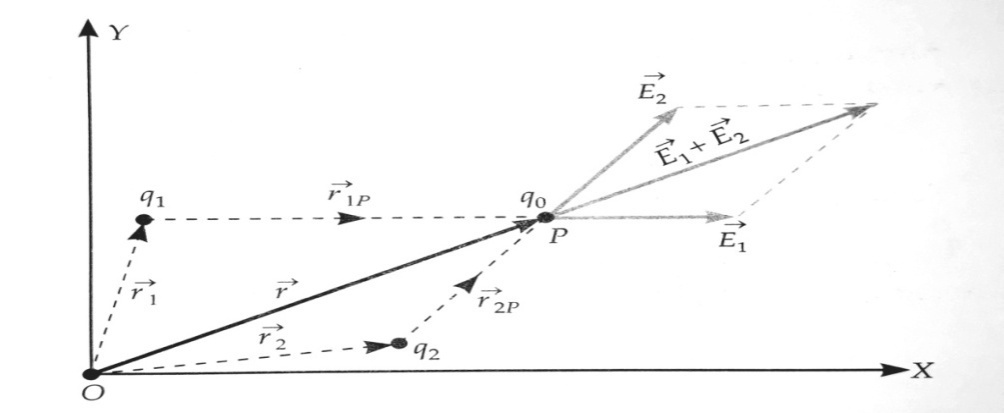 Y
E⃗₂
E⃗₁ + E⃗₂
q₁
r⃗₁P
q₀
P
E⃗₁
r⃗₁
r⃗
r⃗₂P
r⃗₂
q₂
X
O